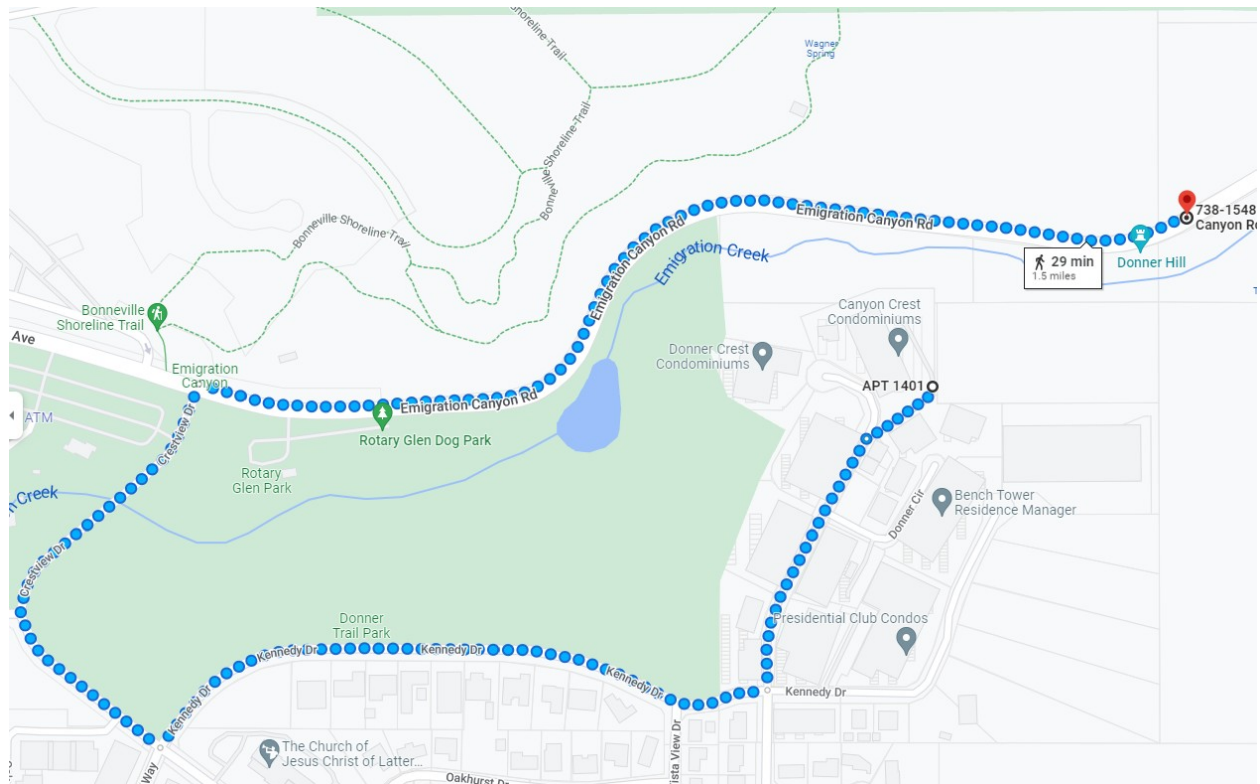 Shoreline-Trail
Wagner
Spring
Bonneville
Shoreline-Trail
Bonneville Shoreline-Trail
Emigration Canyon Rd
738-1548
Canyon Rd
29 min
1.5 miles
Donner Hill
Emigration Canyon Rd
Emigration Creek
Bonneville
Shoreline Trail
Ave
Emigration
Canyon
Canyon Crest
Condominiums
Donner Crest
Condominiums
APT 1401
Emigration Canyon Rd
Rotary Glen Dog Park
ATM
Crestview Dr
Rotary
Glen Park
Creek
Donner Cir
Bench Tower
Residence Manager
Crestview Dr
Donner
Trail Park
Presidential Club Condos
Kennedy Dr
Kennedy Dr
Kennedy Dr
Kennedy Dr
Kennedy Dr
Way
The Church of
Jesus Christ of Latter...
Oakhurst Dr
ista View Dr